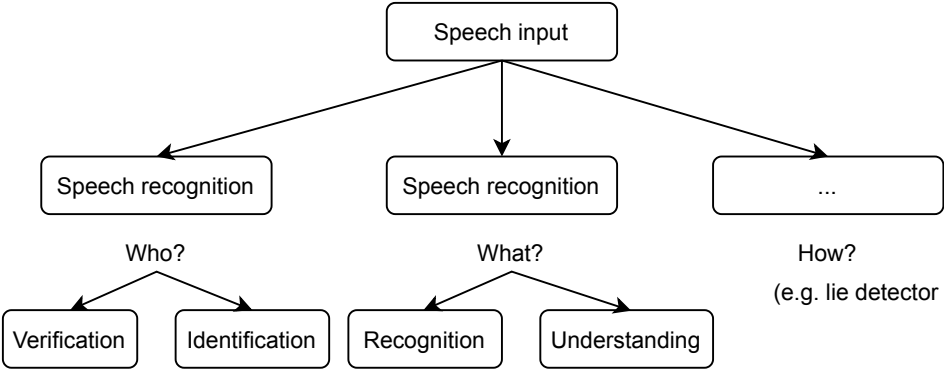 Speech input
Speech recognition
Speech recognition
...
Who?
What?
How?
(e.g. lie detector
Verification
Identification
Recognition
Understanding